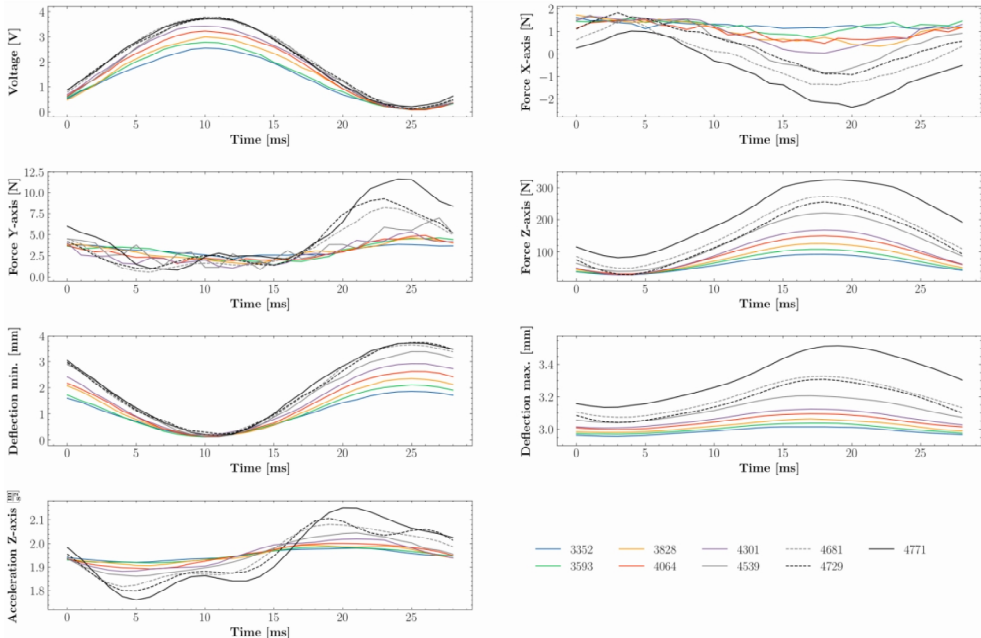 Voltage [V]
4
3
2
1
0
0 5 10 15 20 25
Time [ms]
Force X-axis [N]
2
1
0
−1
−2
0 5 10 15 20 25
Time [ms]
Force Y-axis [N]
12.5
10.0
7.5
5.0
2.5
0.0
0 5 10 15 20 25
Time [ms]
Force Z-axis [N]
300
200
100
0 5 10 15 20 25
Time [ms]
Deflection min. [mm]
4
3
2
1
0
0 5 10 15 20 25
Time [ms]
Deflection max. [mm]
3.4
3.2
3.0
0 5 10 15 20 25
Time [ms]
Acceleration Z-axis [m/s²]
2.1
2.0
1.9
1.8
0 5 10 15 20 25
Time [ms]
3352 3828 4301 4681 4771
3593 4064 4539 4729